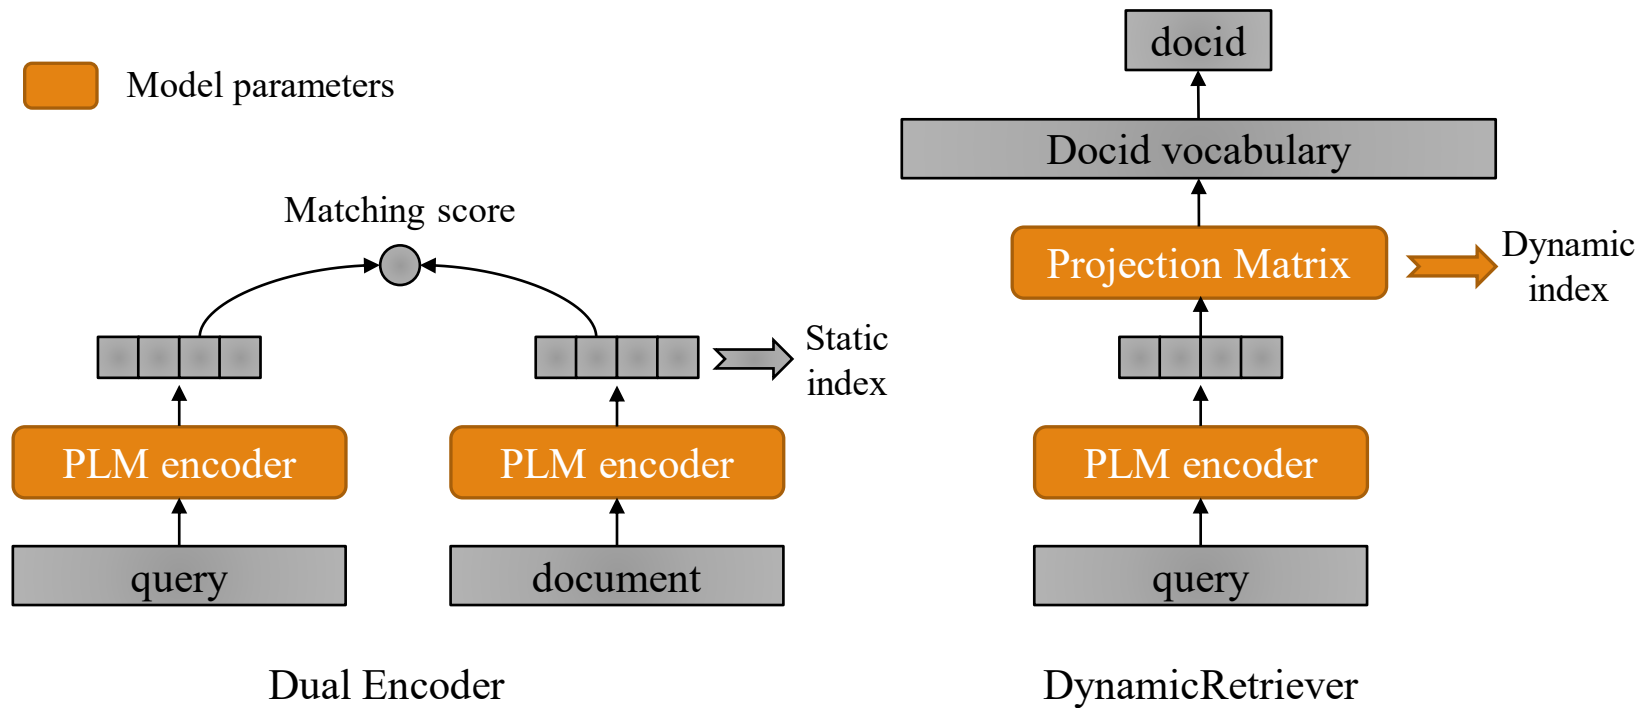 Model parameters
Matching score
Static
index
PLM encoder
PLM encoder
query
document
Dual Encoder
docid
Docid vocabulary
Projection Matrix
Dynamic
index
PLM encoder
query
DynamicRetriever